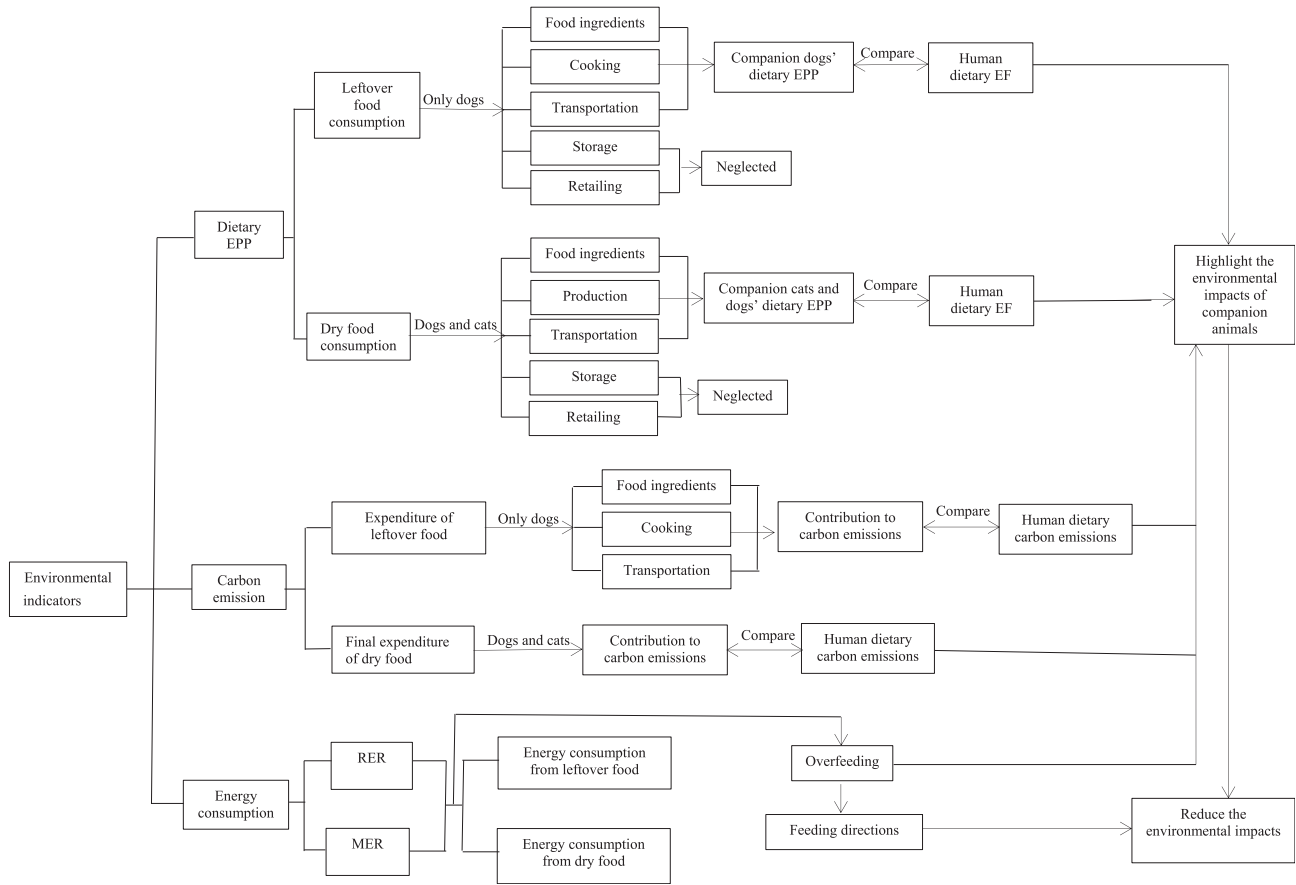 Food ingredients
Cooking
Transportation
Storage
Retailing
Leftover
food
consumption
Only dogs
Companion dogs’
dietary EPP
Compare
Human
dietary EF
Neglected
Dietary
EPP
Food ingredients
Production
Transportation
Storage
Retailing
Dry food
consumption
Dogs and cats
Companion cats and
dogs’ dietary EPP
Compare
Human
dietary EF
Neglected
Highlight the
environmental
impacts of
companion
animals
Environmental
indicators
Carbon
emission
Expenditure of
leftover food
Only dogs
Food ingredients
Cooking
Transportation
Contribution to
carbon emissions
Compare
Human dietary
carbon emissions
Final expenditure
of dry food
Dogs and cats
Contribution to
carbon emissions
Compare
Human dietary
carbon emissions
Energy
consumption
RER
MER
Energy consumption
from leftover food
Energy consumption
from dry food
Overfeeding
Feeding directions
Reduce the
environmental impacts